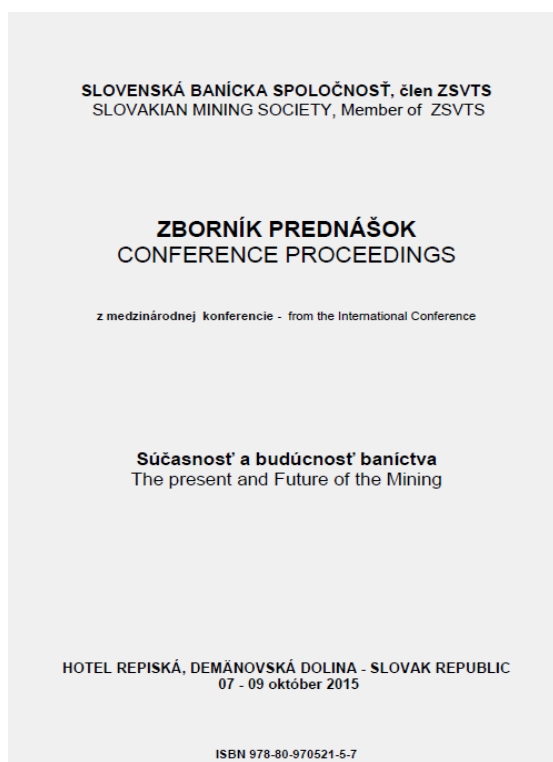 SLOVENSKÁ BANÍCKA SPOLOČNOSŤ, člen ZSVTS
SLOVAKIAN MINING SOCIETY, Member of ZSVTS
ZBORNÍK PREDNÁŠOK
CONFERENCE PROCEEDINGS
z medzinárodnej konferencie - from the International Conference
Súčasnosť a budúcnosť baníctva
The present and Future of the Mining
HOTEL REPISKÁ, DEMÄNOVSKÁ DOLINA - SLOVAK REPUBLIC
07 - 09 október 2015
ISBN 978-80-970521-5-7